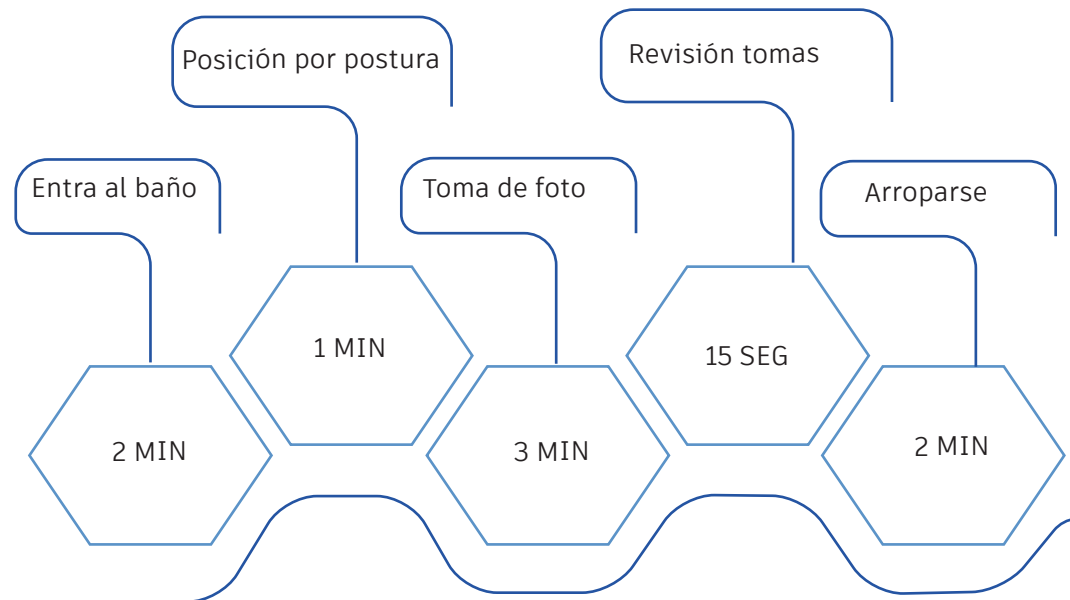 Posición por postura
Revisión tomas
Entra al baño
Toma de foto
Arroparse
1 MIN
15 SEG
2 MIN
3 MIN
2 MIN